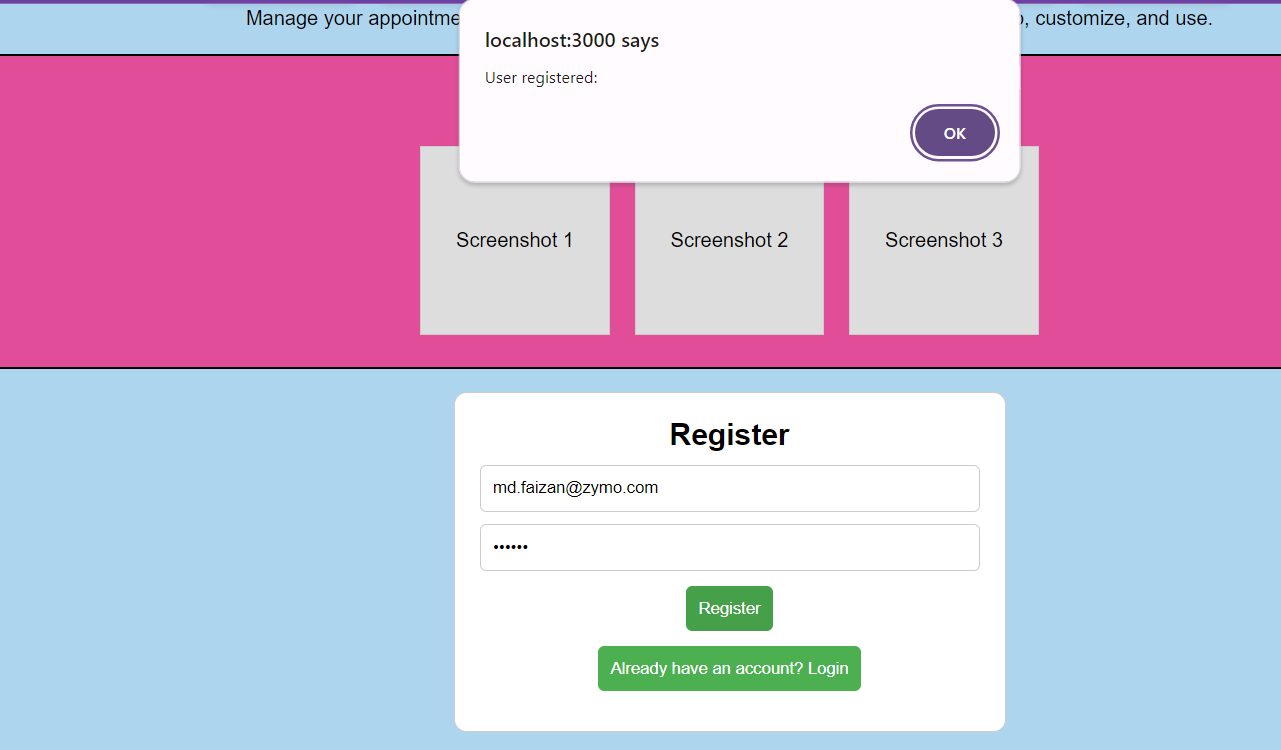 Manage your appointme
, customize, and use.
localhost:3000 says
User registered:
OK
Screenshot 1
Screenshot 2
Screenshot 3
Register
md.faizan@zymo.com
••••••
Register
Already have an account? Login